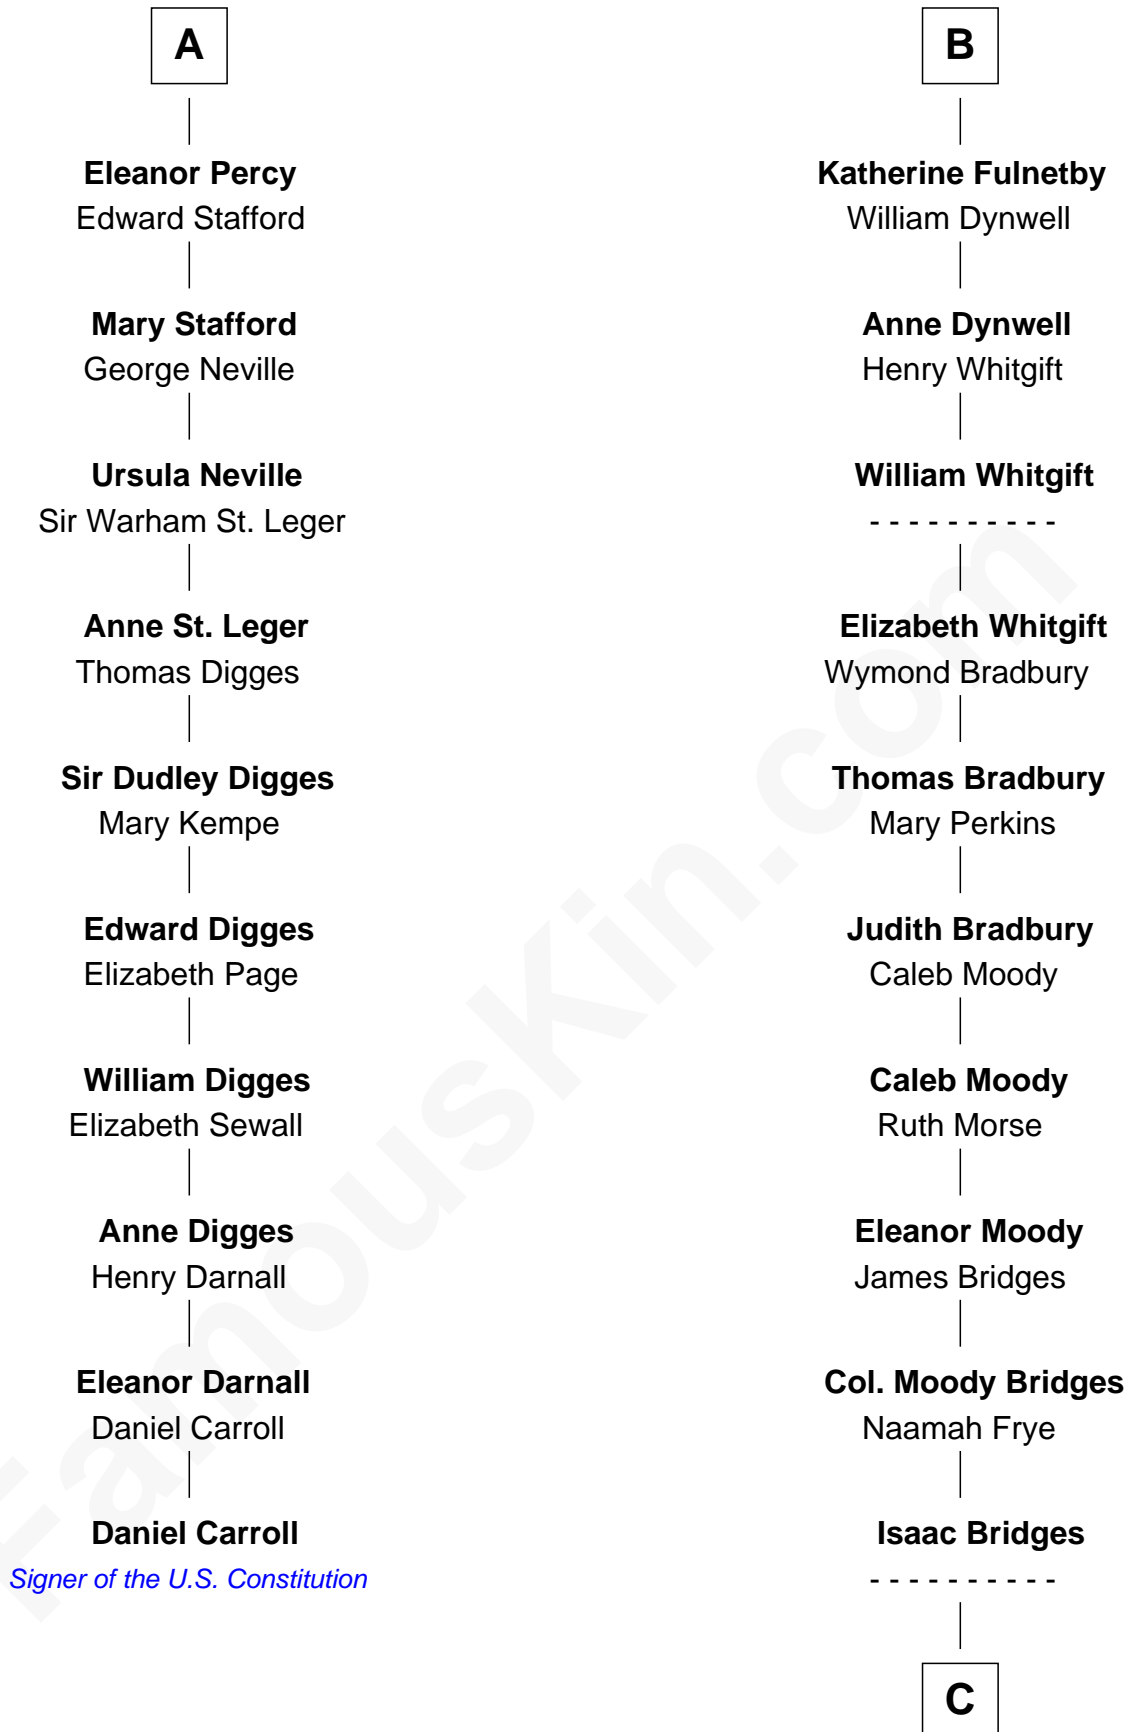 A
Eleanor Percy
Edward Stafford
Mary Stafford
George Neville
Ursula Neville
Sir Warham St. Leger
Anne St. Leger
Thomas Digges
Sir Dudley Digges
Mary Kempe
Edward Digges
Elizabeth Page
William Digges
Elizabeth Sewall
Anne Digges
Henry Darnall
Eleanor Darnall
Daniel Carroll
Daniel Carroll
Signer of the U.S. Constitution
B
Katherine Fulnetby
William Dynwell
Anne Dynwell
Henry Whitgift
William Whitgift
- - - - - - - - - -
Elizabeth Whitgift
Wymond Bradbury
Thomas Bradbury
Mary Perkins
Judith Bradbury
Caleb Moody
Caleb Moody
Ruth Morse
Eleanor Moody
James Bridges
Col. Moody Bridges
Naamah Frye
Isaac Bridges
- - - - - - - - - -
C
FamousKin.com